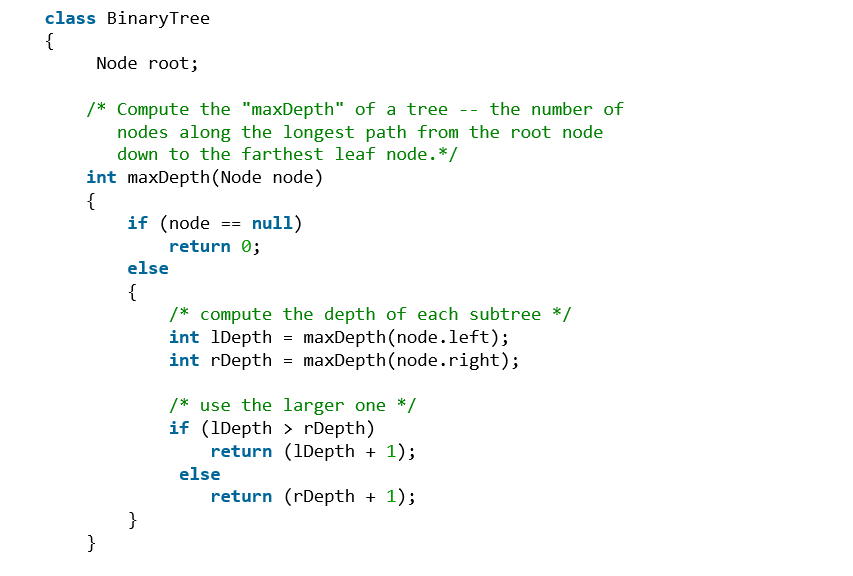 class BinaryTree
{
Node root;
/* Compute the "maxDepth" of a tree -- the number of
nodes along the longest path from the root node
down to the farthest leaf node.*/
int maxDepth(Node node)
{
if (node == null)
return 0;
else
{
/* compute the depth of each subtree */
int lDepth = maxDepth(node.left);
int rDepth = maxDepth(node.right);
/* use the larger one */
if (lDepth > rDepth)
return (lDepth + 1);
else
return (rDepth + 1);
}
}